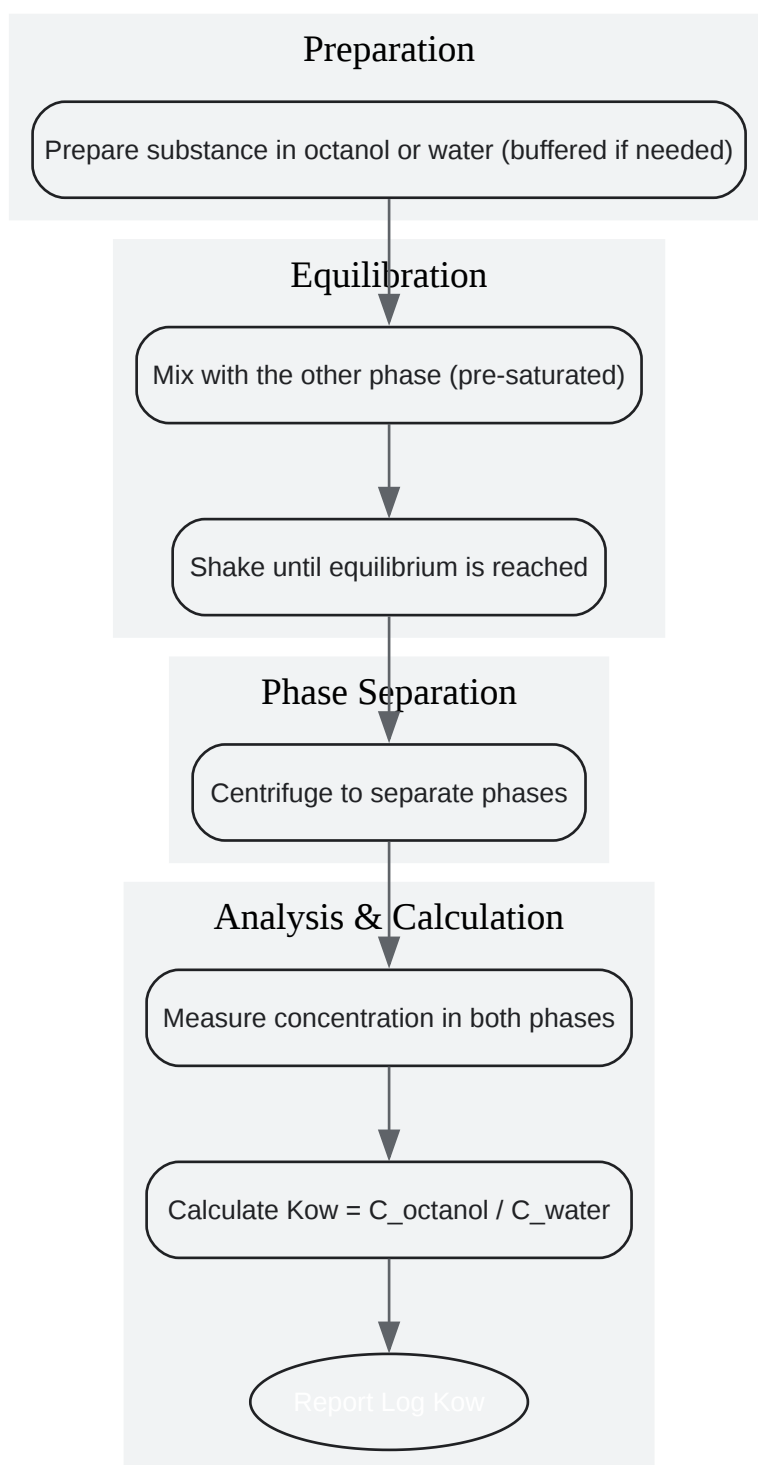 Preparation
Prepare substance in octanol or water (buffered if needed)
Equilibration
Mix with the other phase (pre-saturated)
Shake until equilibrium is reached
Phase Separation
Centrifuge to separate phases
Analysis & Calculation
Measure concentration in both phases
Calculate Kow = C_octanol / C_water
Report Log Kow